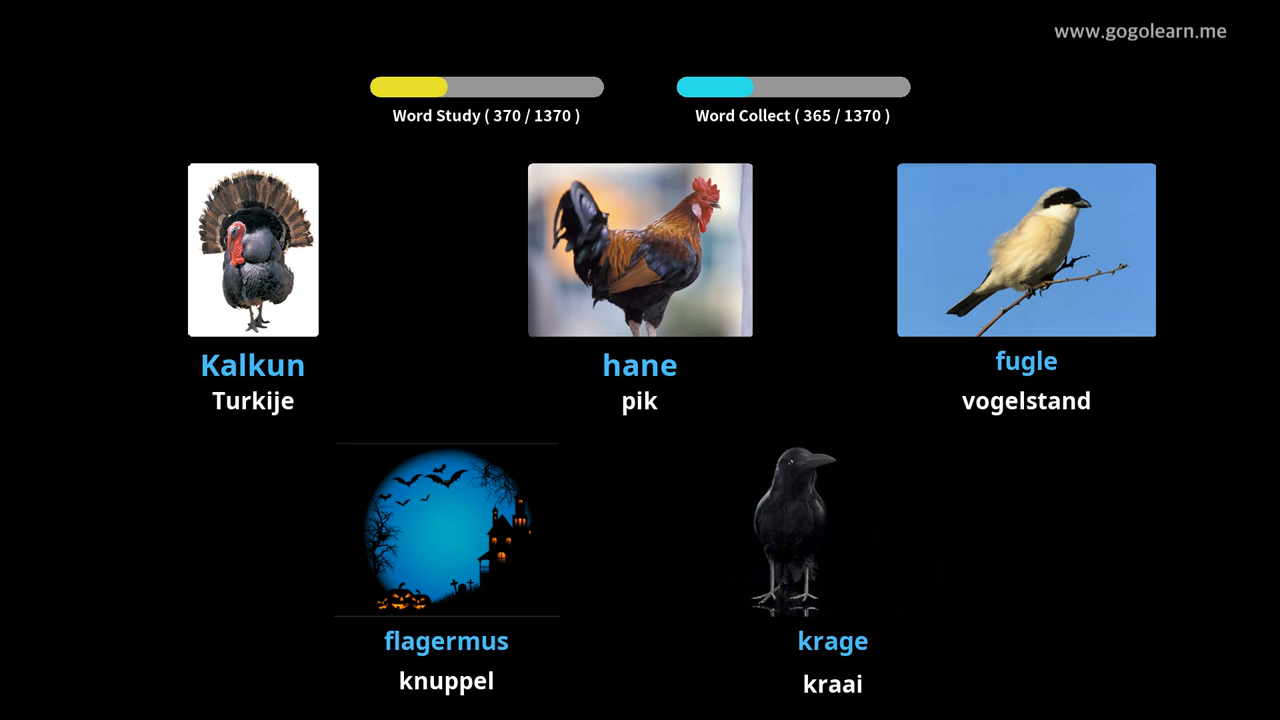 www.gogolearn.me
Word Study ( 370 / 1370 )
Word Collect ( 365 / 1370 )
Kalkun
Turkije
hane
pik
fugle
vogelstand
flagermus
knuppel
krage
kraai